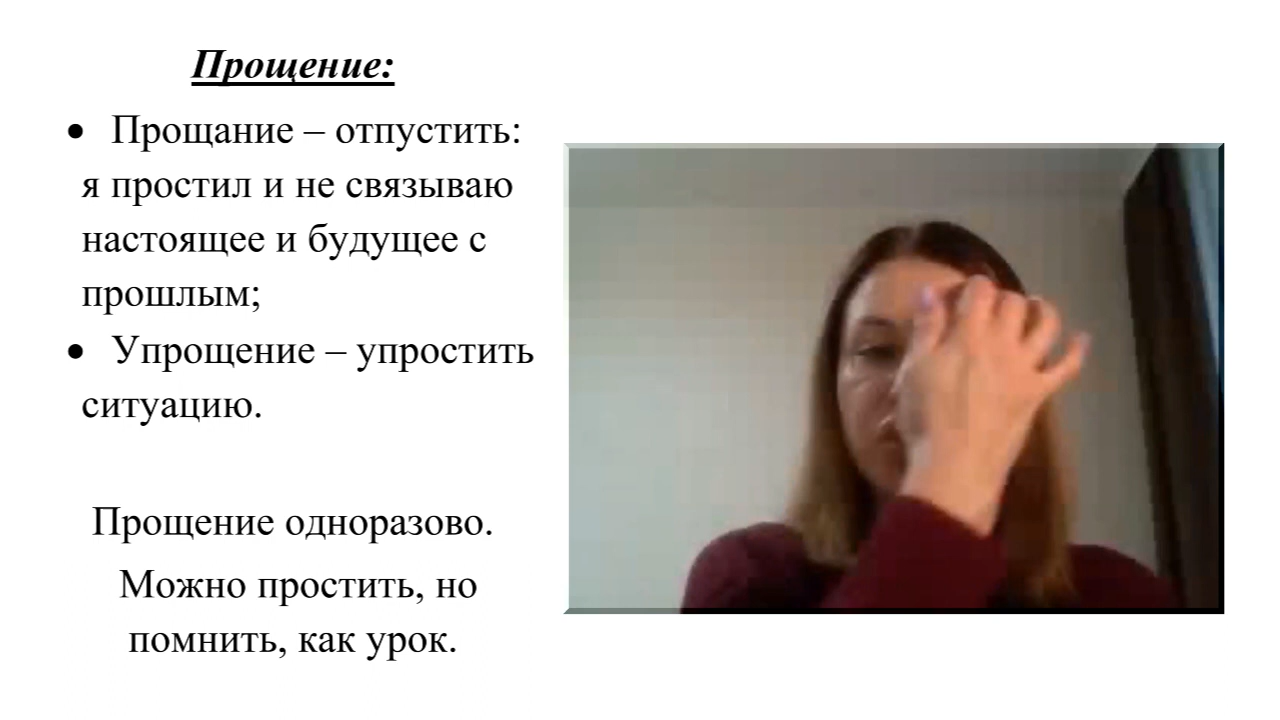 Прощение:
• Прощание – отпустить:
я простил и не связываю
настоящее и будущее с
прошлым;
• Упрощение – упростить
ситуацию.
Прощение одноразово.
Можно простить, но
помнить, как урок.